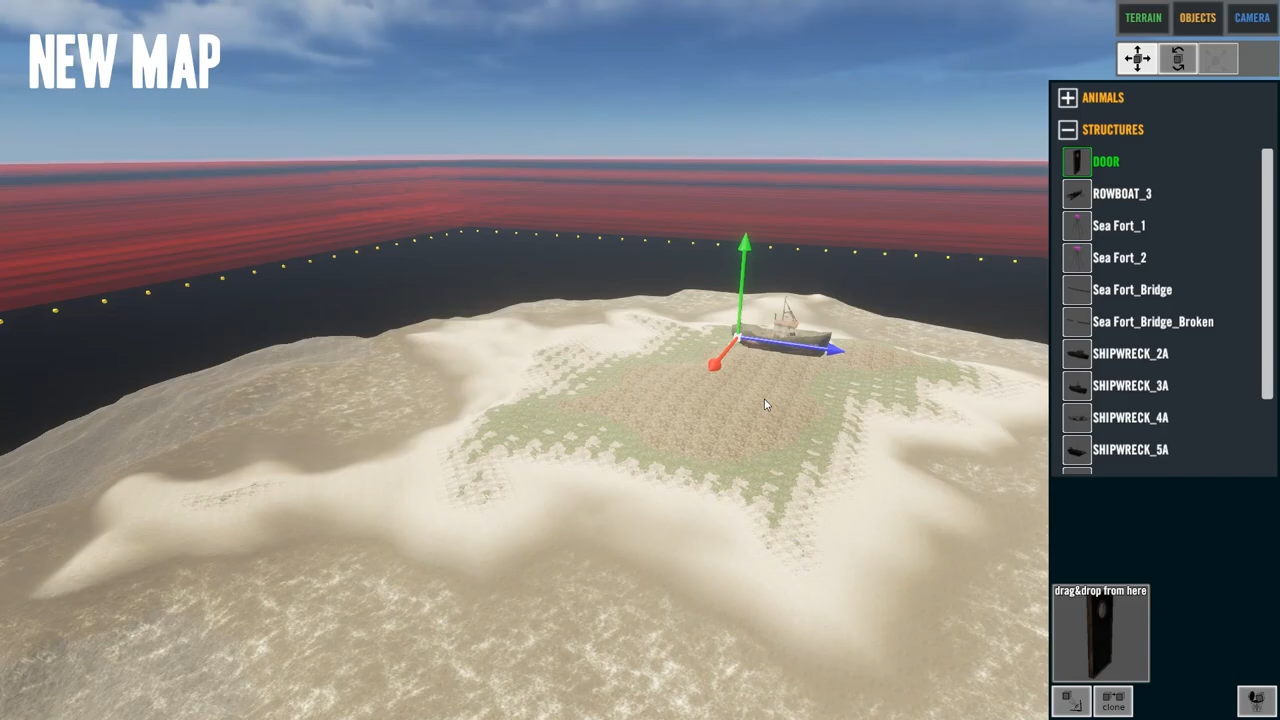 NEW MAP
TERRAIN
OBJECTS
CAMERA
ANIMALS
STRUCTURES
DOOR
ROWBOAT_3
Sea Fort_1
Sea Fort_2
Sea Fort_Bridge
Sea Fort_Bridge_Broken
SHIPWRECK_2A
SHIPWRECK_3A
SHIPWRECK_4A
SHIPWRECK_5A
drag&drop from here
clone